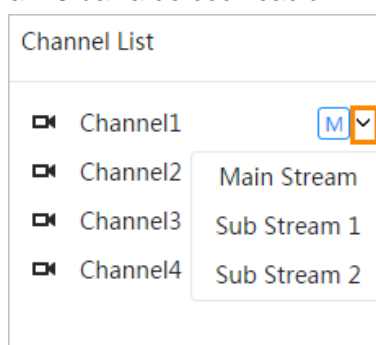 Channel List
Channel1 M
Channel2 Main Stream
Channel3 Sub Stream 1
Channel4 Sub Stream 2